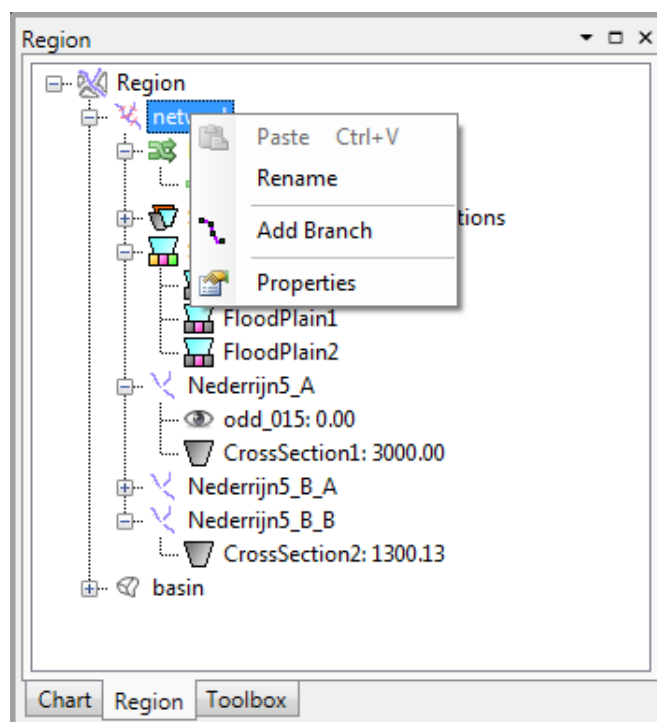 Region
Region
netw
Paste Ctrl+V
Rename
tions
Add Branch
Properties
FloodPlain1
FloodPlain2
Nederrijn5_A
odd_015: 0.00
CrossSection1: 3000.00
Nederrijn5_B_A
Nederrijn5_B_B
CrossSection2: 1300.13
basin
Chart Region Toolbox